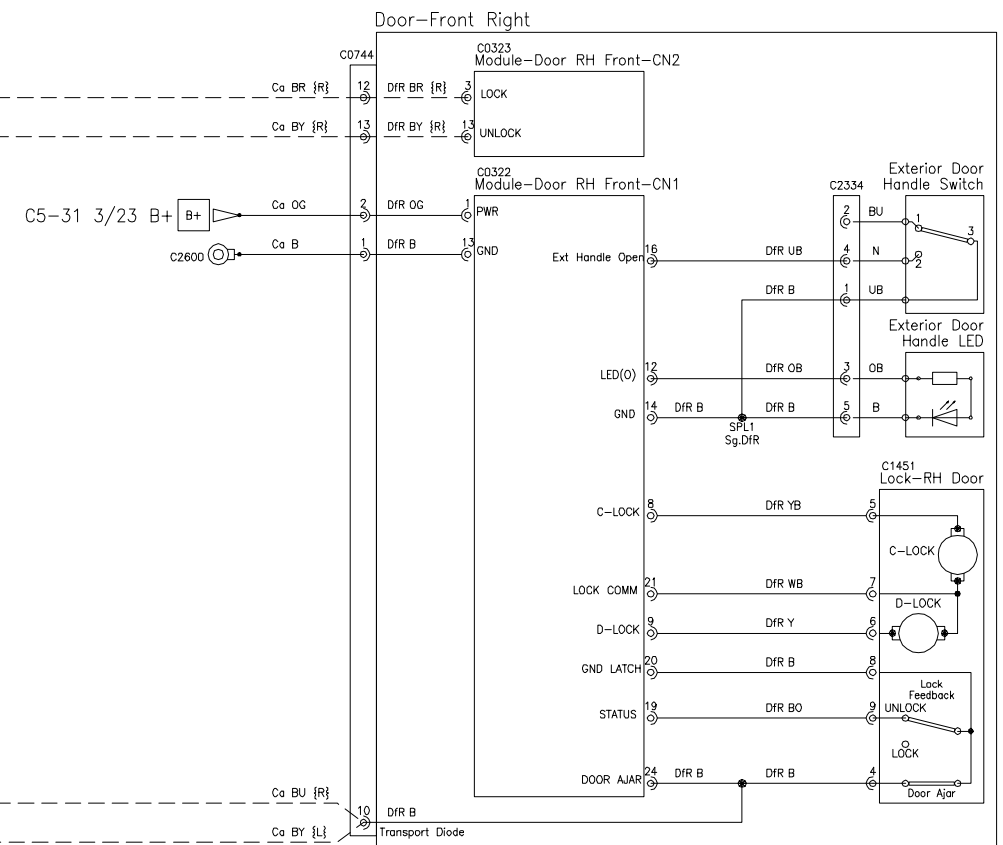 Door-Front Right
C0744
C0323
Module-Door RH Front-CN2
Ca BR {R} 12 DfR BR {R} 3 LOCK
Ca BY {R} 13 DfR BY {R} 13 UNLOCK
C0322
Module-Door RH Front-CN1
C2334
Exterior Door
Handle Switch
C5-31 3/23 B+ B+ Ca OG 2 DfR OG 1 PWR
2 BU 1 3
C260D Ca B 1 DfR B 13 GND
Ext Handle Open 16 DfR UB 4 N 2
DfR B 1 UB
Exterior Door
Handle LED
LED(O) 12 DfR OB 3 OB
GND 14 DfR B DfR B 5 B
SPL1
Sg.DfR
C1451
Lock-RH Door
C-LOCK 8 DfR YB 5
C-LOCK
LOCK COMM 21 DfR WB 7
D-LOCK
D-LOCK 9 DfR Y 6
GND LATCH 20 DfR B 8
Lock
Feedback
STATUS 19 DfR BO 9 UNLOCK
LOCK
DOOR AJAR 24 DfR B DfR B 4
Door Ajar
Ca BU {R}
10 DfR B
Ca BY {L} Transport Diode